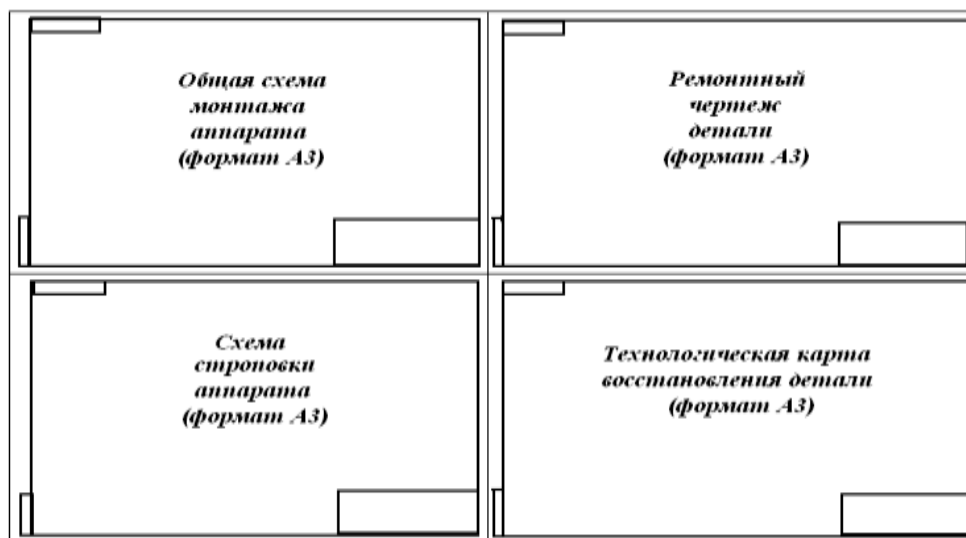 Общая схема
монтажа
аппарата
(формат А3)
Ремонтный
чертеж
детали
(формат А3)
Схема
строповки
аппарата
(формат А3)
Технологическая карта
восстановления детали
(формат А3)